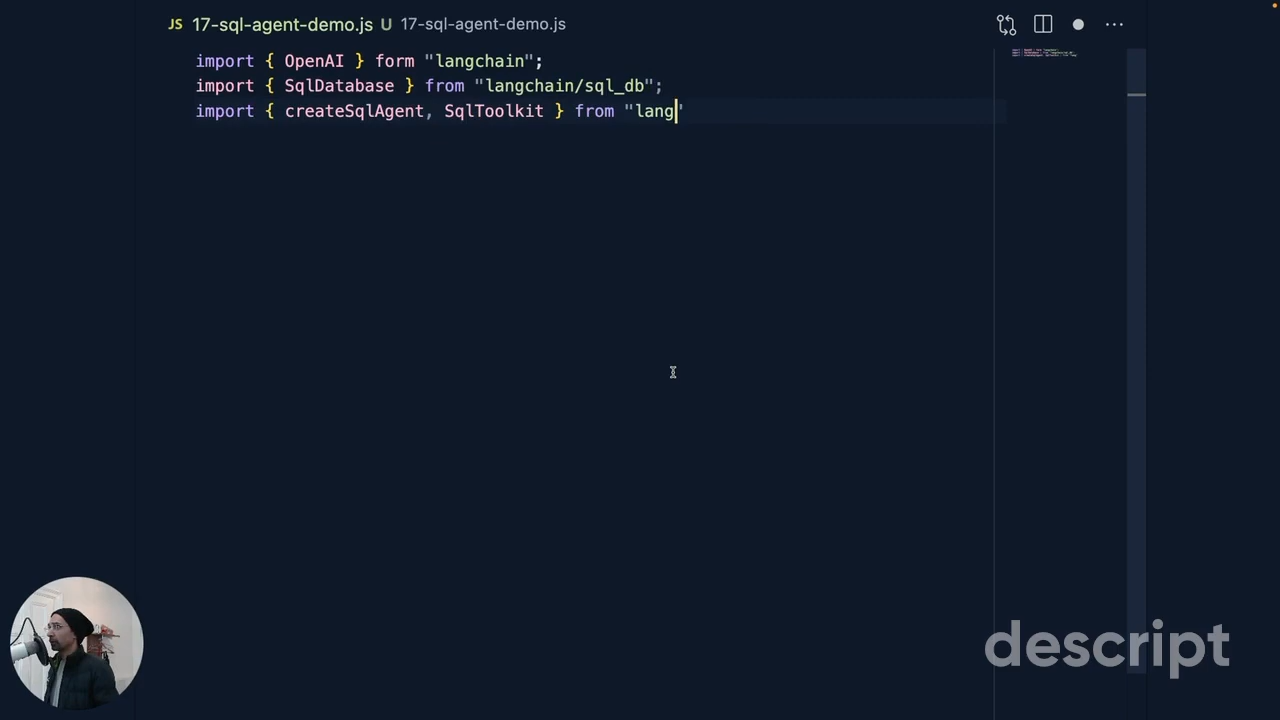 JS 17-sql-agent-demo.js U 17-sql-agent-demo.js
import { OpenAI } form "langchain";
import { SqlDatabase } from "langchain/sql_db";
import { createSqlAgent, SqlToolkit } from "lang"
descript